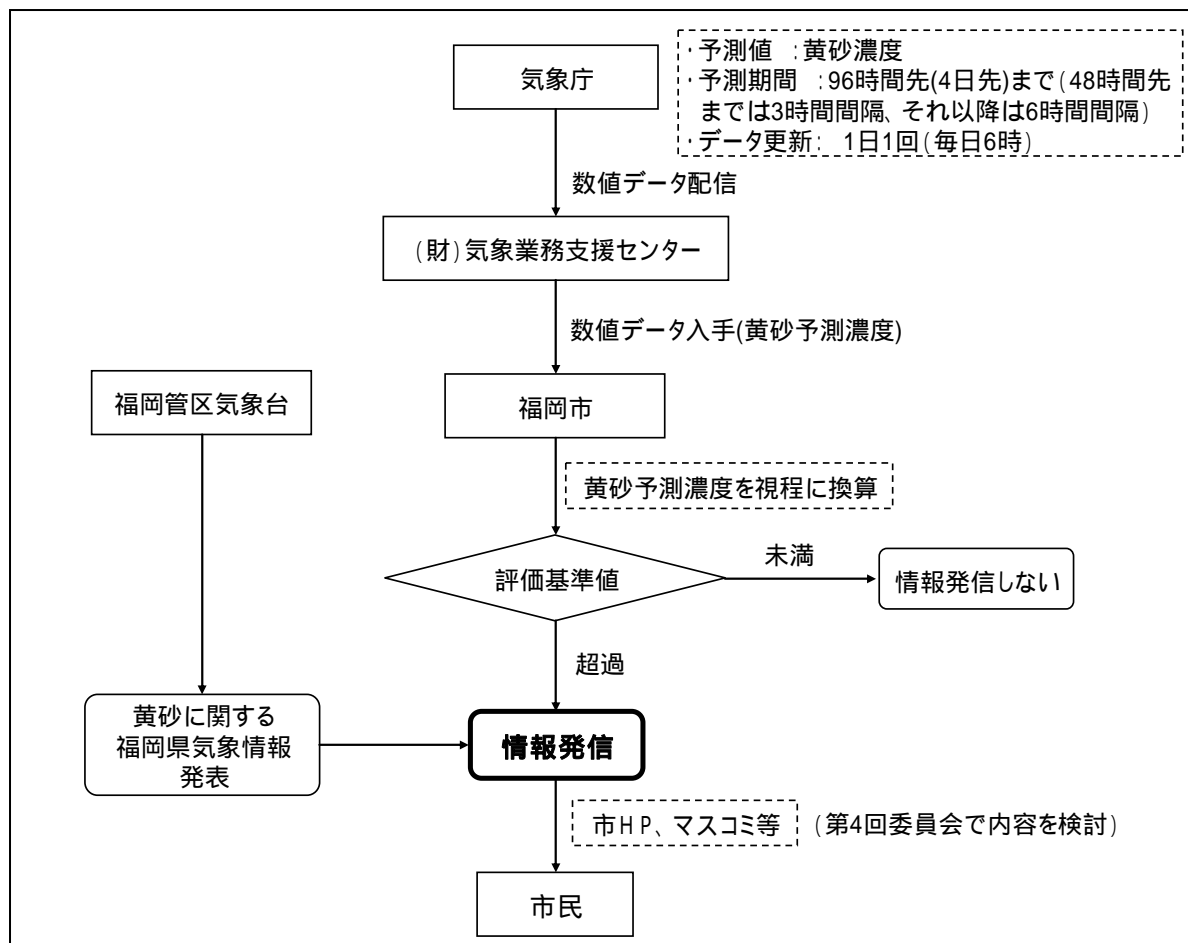 気象庁
・予測値 :黄砂濃度
・予測期間 :96時間先(4日先)まで(48時間先
までは3時間間隔、それ以降は6時間間隔)
・データ更新: 1日1回(毎日6時)
数値データ配信
(財)気象業務支援センター
数値データ入手(黄砂予測濃度)
福岡管区気象台
福岡市
黄砂予測濃度を視程に換算
評価基準値
未満
情報発信しない
超過
黄砂に関する
福岡県気象情報
発表
情報発信
市HP、マスコミ等 (第4回委員会で内容を検討)
市民